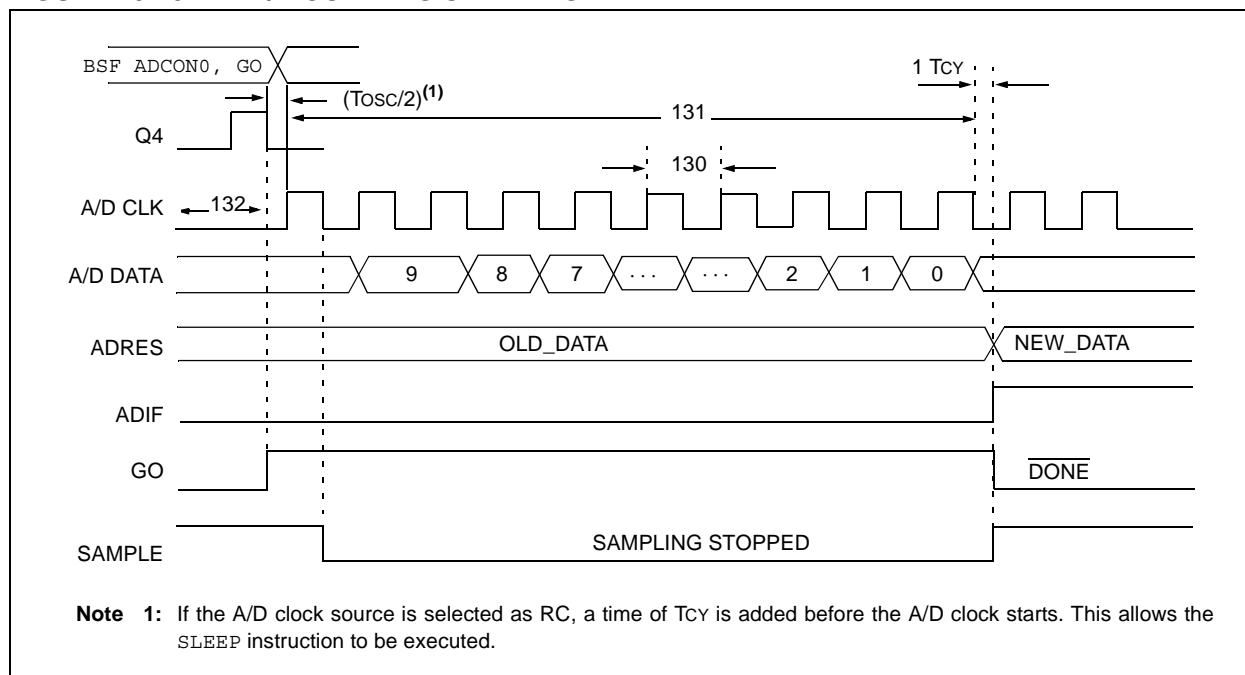 BSF ADCON0, GO
1 TCY
(TOSC/2)(1)
131
Q4
130
A/D CLK
132
A/D DATA
9 8 7 ... ... 2 1 0
ADRES
OLD_DATA
NEW_DATA
ADIF
GO
DONE
SAMPLE
SAMPLING STOPPED
Note 1: If the A/D clock source is selected as RC, a time of TCY is added before the A/D clock starts. This allows the
SLEEP instruction to be executed.